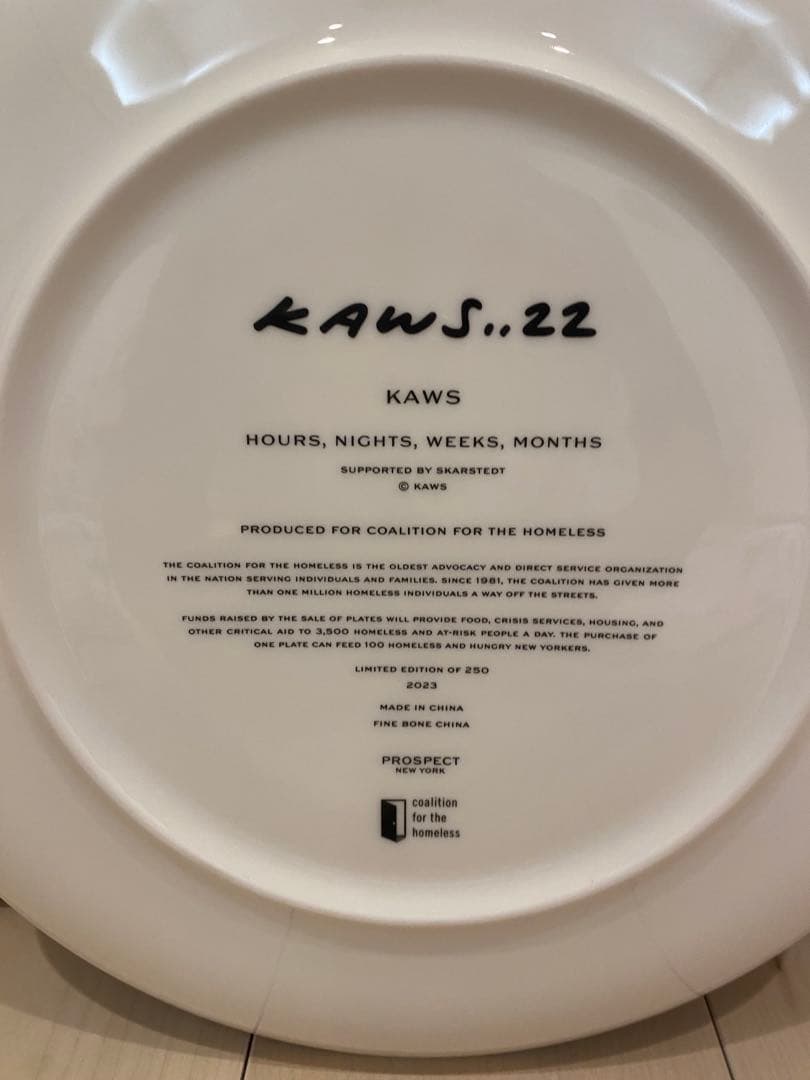 KAWS..22
KAWS
HOURS, NIGHTS, WEEKS, MONTHS
SUPPORTED BY SKARSTEDT
© KAWS
PRODUCED FOR COALITION FOR THE HOMELESS
THE COALITION FOR THE HOMELESS IS THE OLDEST ADVOCACY AND DIRECT SERVICE ORGANIZATION
IN THE NATION SERVING INDIVIDUALS AND FAMILIES. SINCE 1981, THE COALITION HAS GIVEN MORE
THAN ONE MILLION HOMELESS INDIVIDUALS A WAY OFF THE STREETS.
FUNDS RAISED BY THE SALE OF PLATES WILL PROVIDE FOOD, CRISIS SERVICES, HOUSING, AND
OTHER CRITICAL AID TO 3,500 HOMELESS AND AT-RISK PEOPLE A DAY. THE PURCHASE OF
ONE PLATE CAN FEED 100 HOMELESS AND HUNGRY NEW YORKERS.
LIMITED EDITION OF 250
2023
MADE IN CHINA
FINE BONE CHINA
PROSPECT
NEW YORK
coalition
for the
homeless